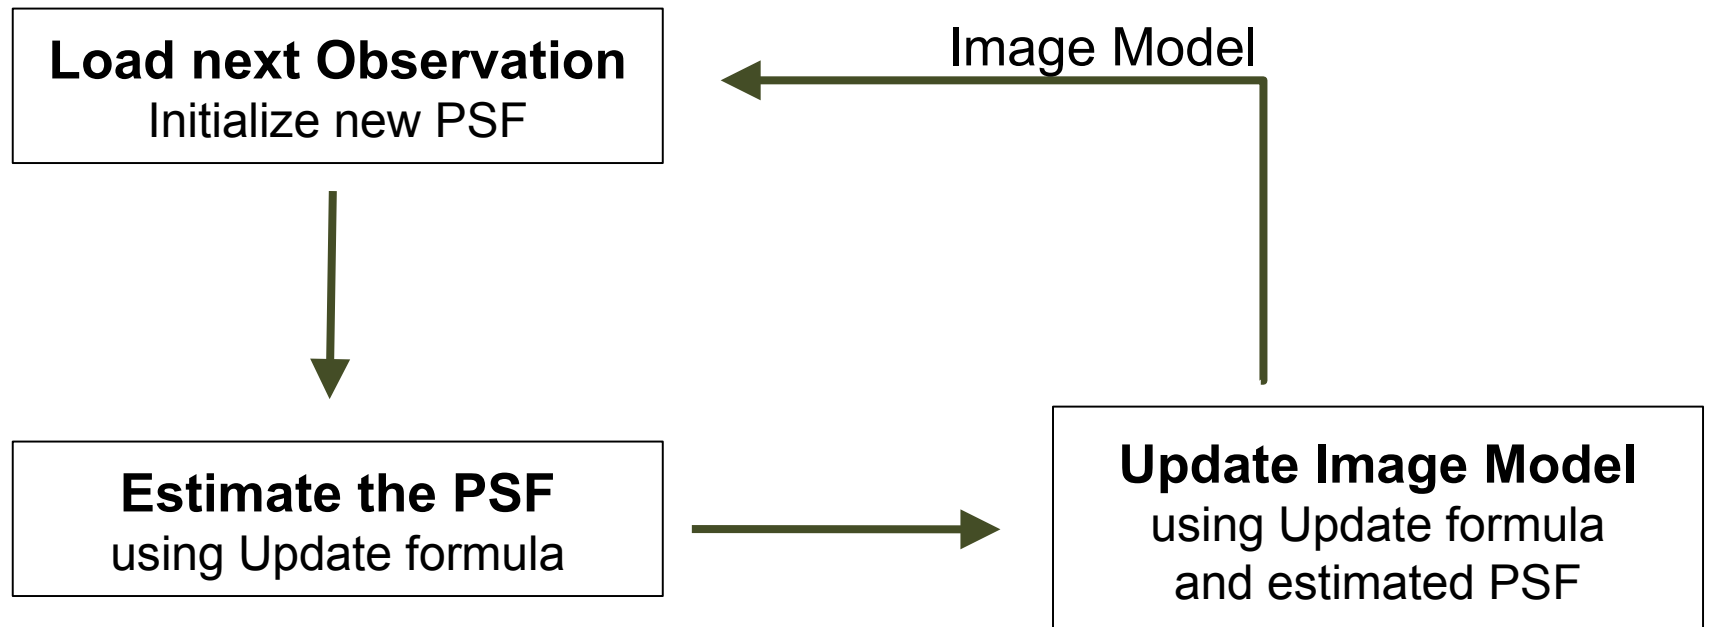 Load next Observation
Initialize new PSF
Image Model
Estimate the PSF
using Update formula
Update Image Model
using Update formula
and estimated PSF